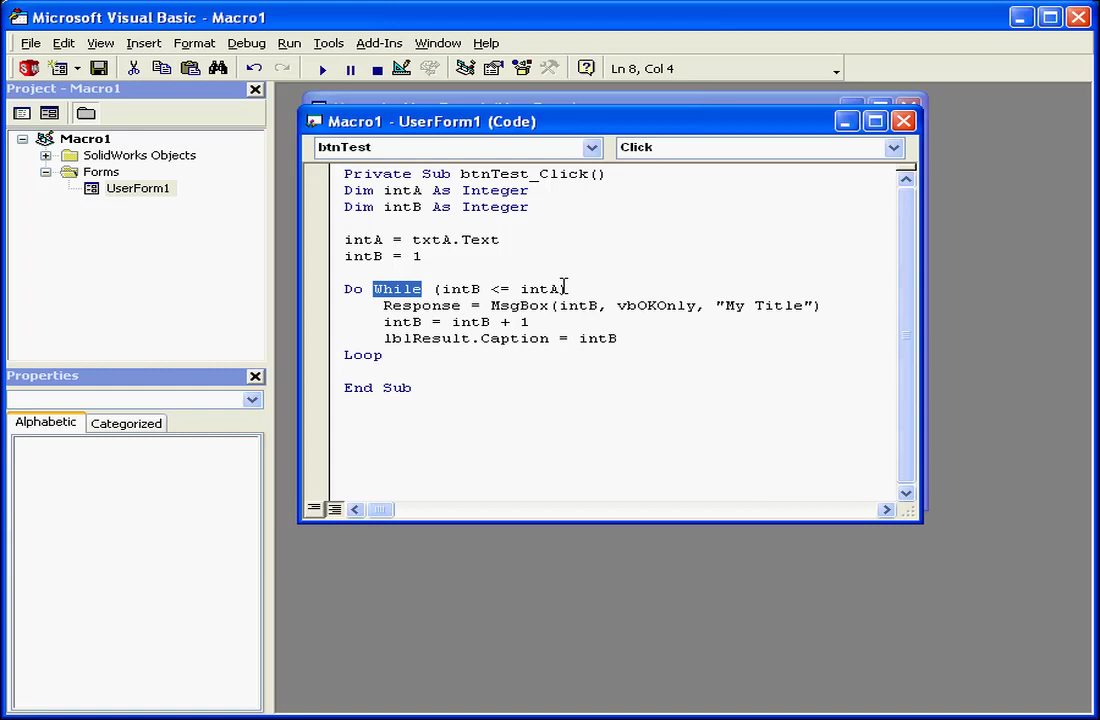 Microsoft Visual Basic - Macro1
File Edit View Insert Format Debug Run Tools Add-Ins Window Help
Ln 8, Col 4
Project - Macro1
Macro1
SolidWorks Objects
Forms
UserForm1
Properties
Alphabetic Categorized
Macro1 - UserForm1 (Code)
btnTest Click
Private Sub btnTest_Click()
Dim intA As Integer
Dim intB As Integer
intA = txtA.Text
intB = 1
Do While (intB <= intA)
Response = MsgBox(intB, vbOKOnly, "My Title")
intB = intB + 1
lblResult.Caption = intB
Loop
End Sub